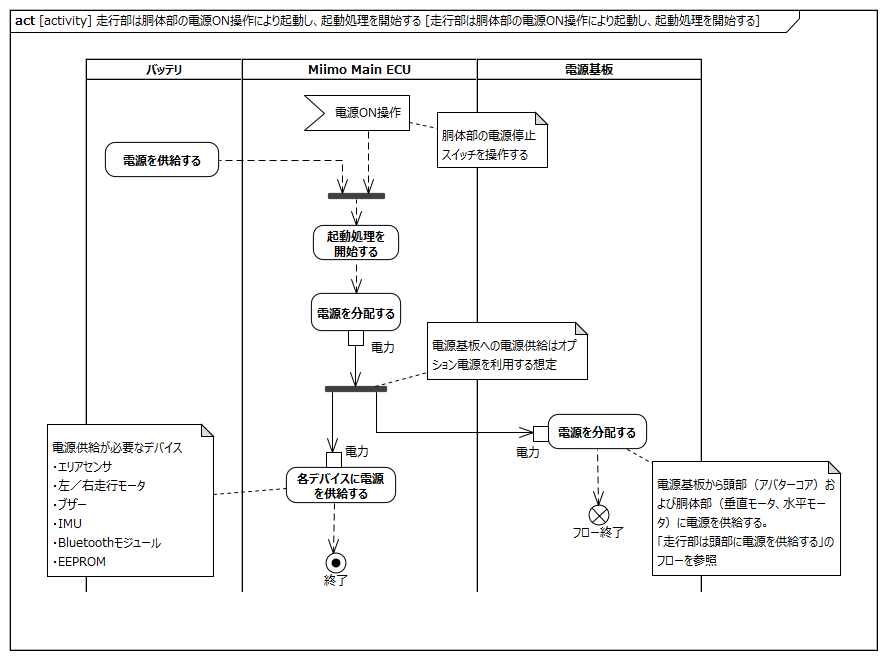 act [activity] 走行部は胴体部の電源ON操作により起動し、起動処理を開始する [走行部は胴体部の電源ON操作により起動し、起動処理を開始する]
バッテリ
Miimo Main ECU
電源基板
電源ON操作
胴体部の電源停止
スイッチを操作する
電源を供給する
起動処理を
開始する
電源を分配する
電力
電源基板への電源供給はオプ
ション電源を利用する想定
電源を分配する
電力
電力
各デバイスに電源
を供給する
電源供給が必要なデバイス
・エリアセンサ
・左／右走行モータ
・ブザー
・IMU
・Bluetoothモジュール
・EEPROM
フロー終了
終了
電源基板から頭部（アバターコア）お
よび胴体部（垂直モータ、水平モー
タ）に電源を供給する。
「走行部は頭部に電源を供給する」の
フローを参照